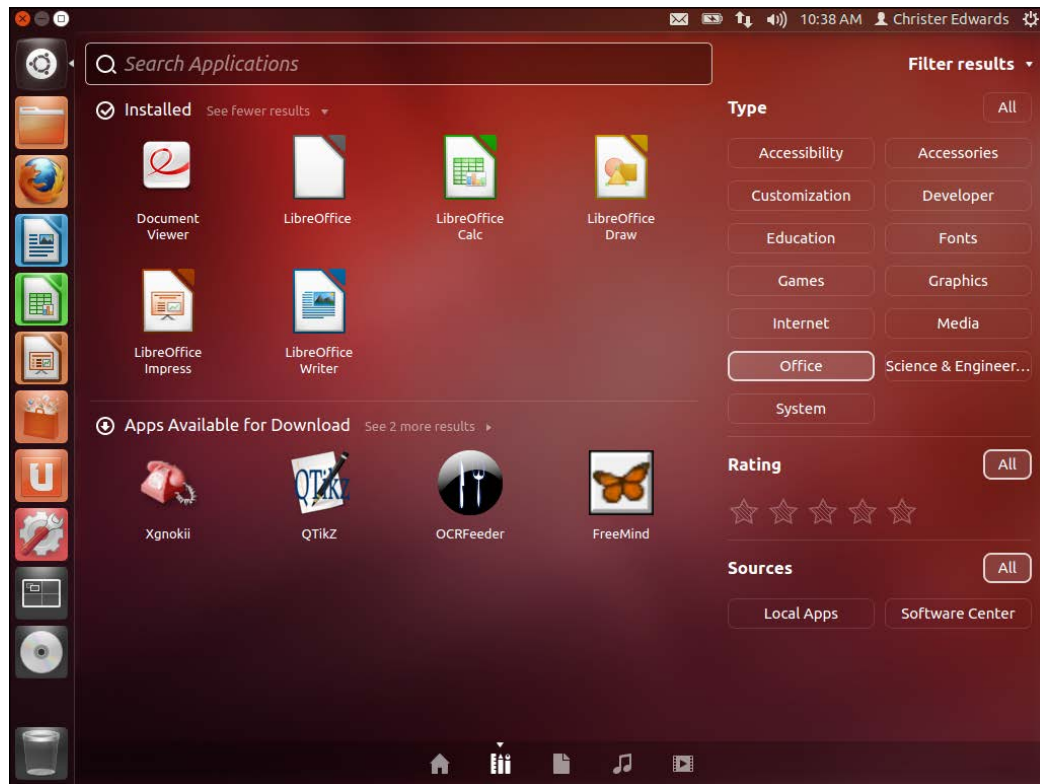 10:38 AM Christer Edwards
Search Applications
Filter results
Installed See fewer results
Document
Viewer
LibreOffice
LibreOffice
Calc
LibreOffice
Draw
LibreOffice
Impress
LibreOffice
Writer
Apps Available for Download See 2 more results
QTikz
Xgnokii
QTikZ
OCRFeeder
FreeMind
Type All
Accessibility Accessories
Customization Developer
Education Fonts
Games Graphics
Internet Media
Office Science & Engineer...
System
Rating All
Sources All
Local Apps Software Center